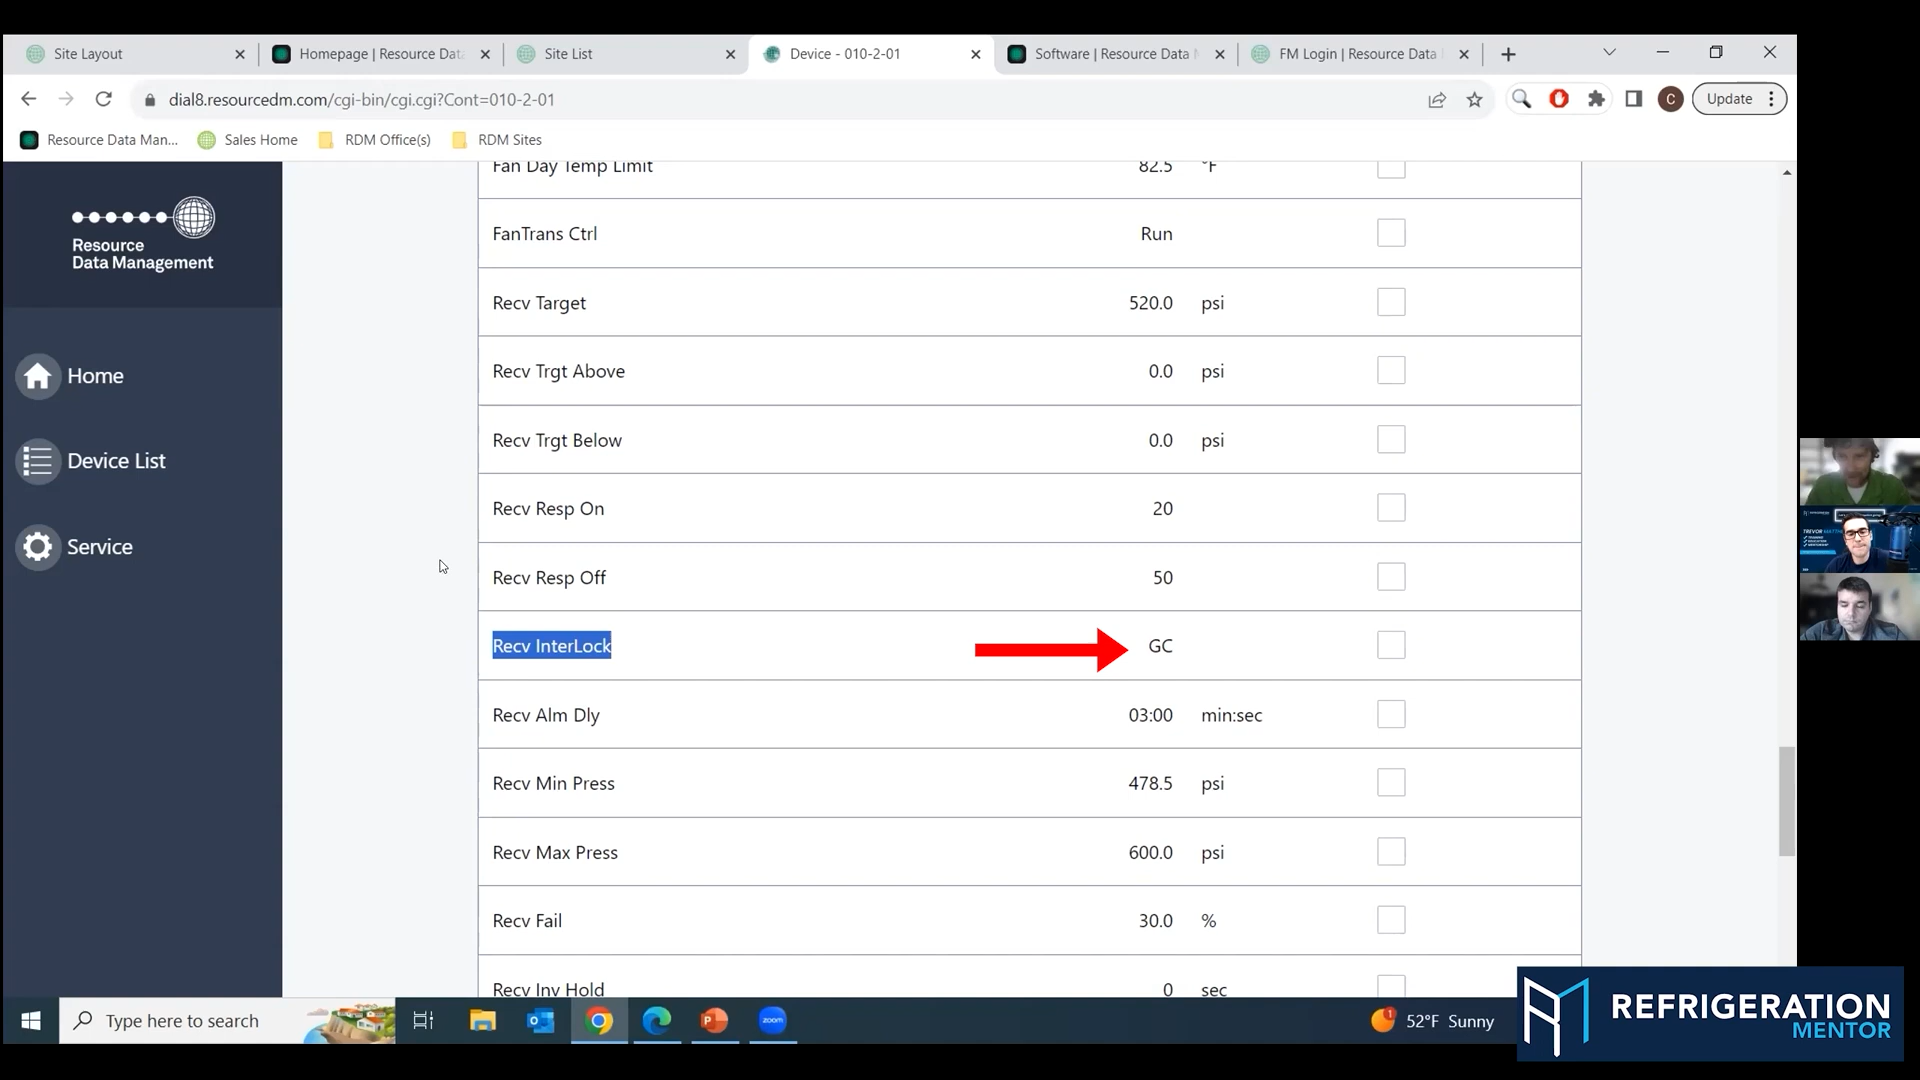 Site Layout
Homepage | Resource Data
Site List
Device - 010-2-01
Software | Resource Data M
FM Login | Resource Data
dial8.resourcedm.com/cgi-bin/cgi.cgi?Cont=010-2-01
C
Update
Resource Data Man...
Sales Home
RDM Office(s)
RDM Sites
Resource
Data Management
Home
Device List
Service
Fan Day Temp Limit 82.5 °F
FanTrans Ctrl Run
Recv Target 520.0 psi
Recv Trgt Above 0.0 psi
Recv Trgt Below 0.0 psi
Recv Resp On 20
Recv Resp Off 50
Recv InterLock GC
Recv Alm Dly 03:00 min:sec
Recv Min Press 478.5 psi
Recv Max Press 600.0 psi
Recv Fail 30.0 %
Recv Inv Hold 0 sec
Type here to search
zoom
1
52°F Sunny
REFRIGERATION
MENTOR